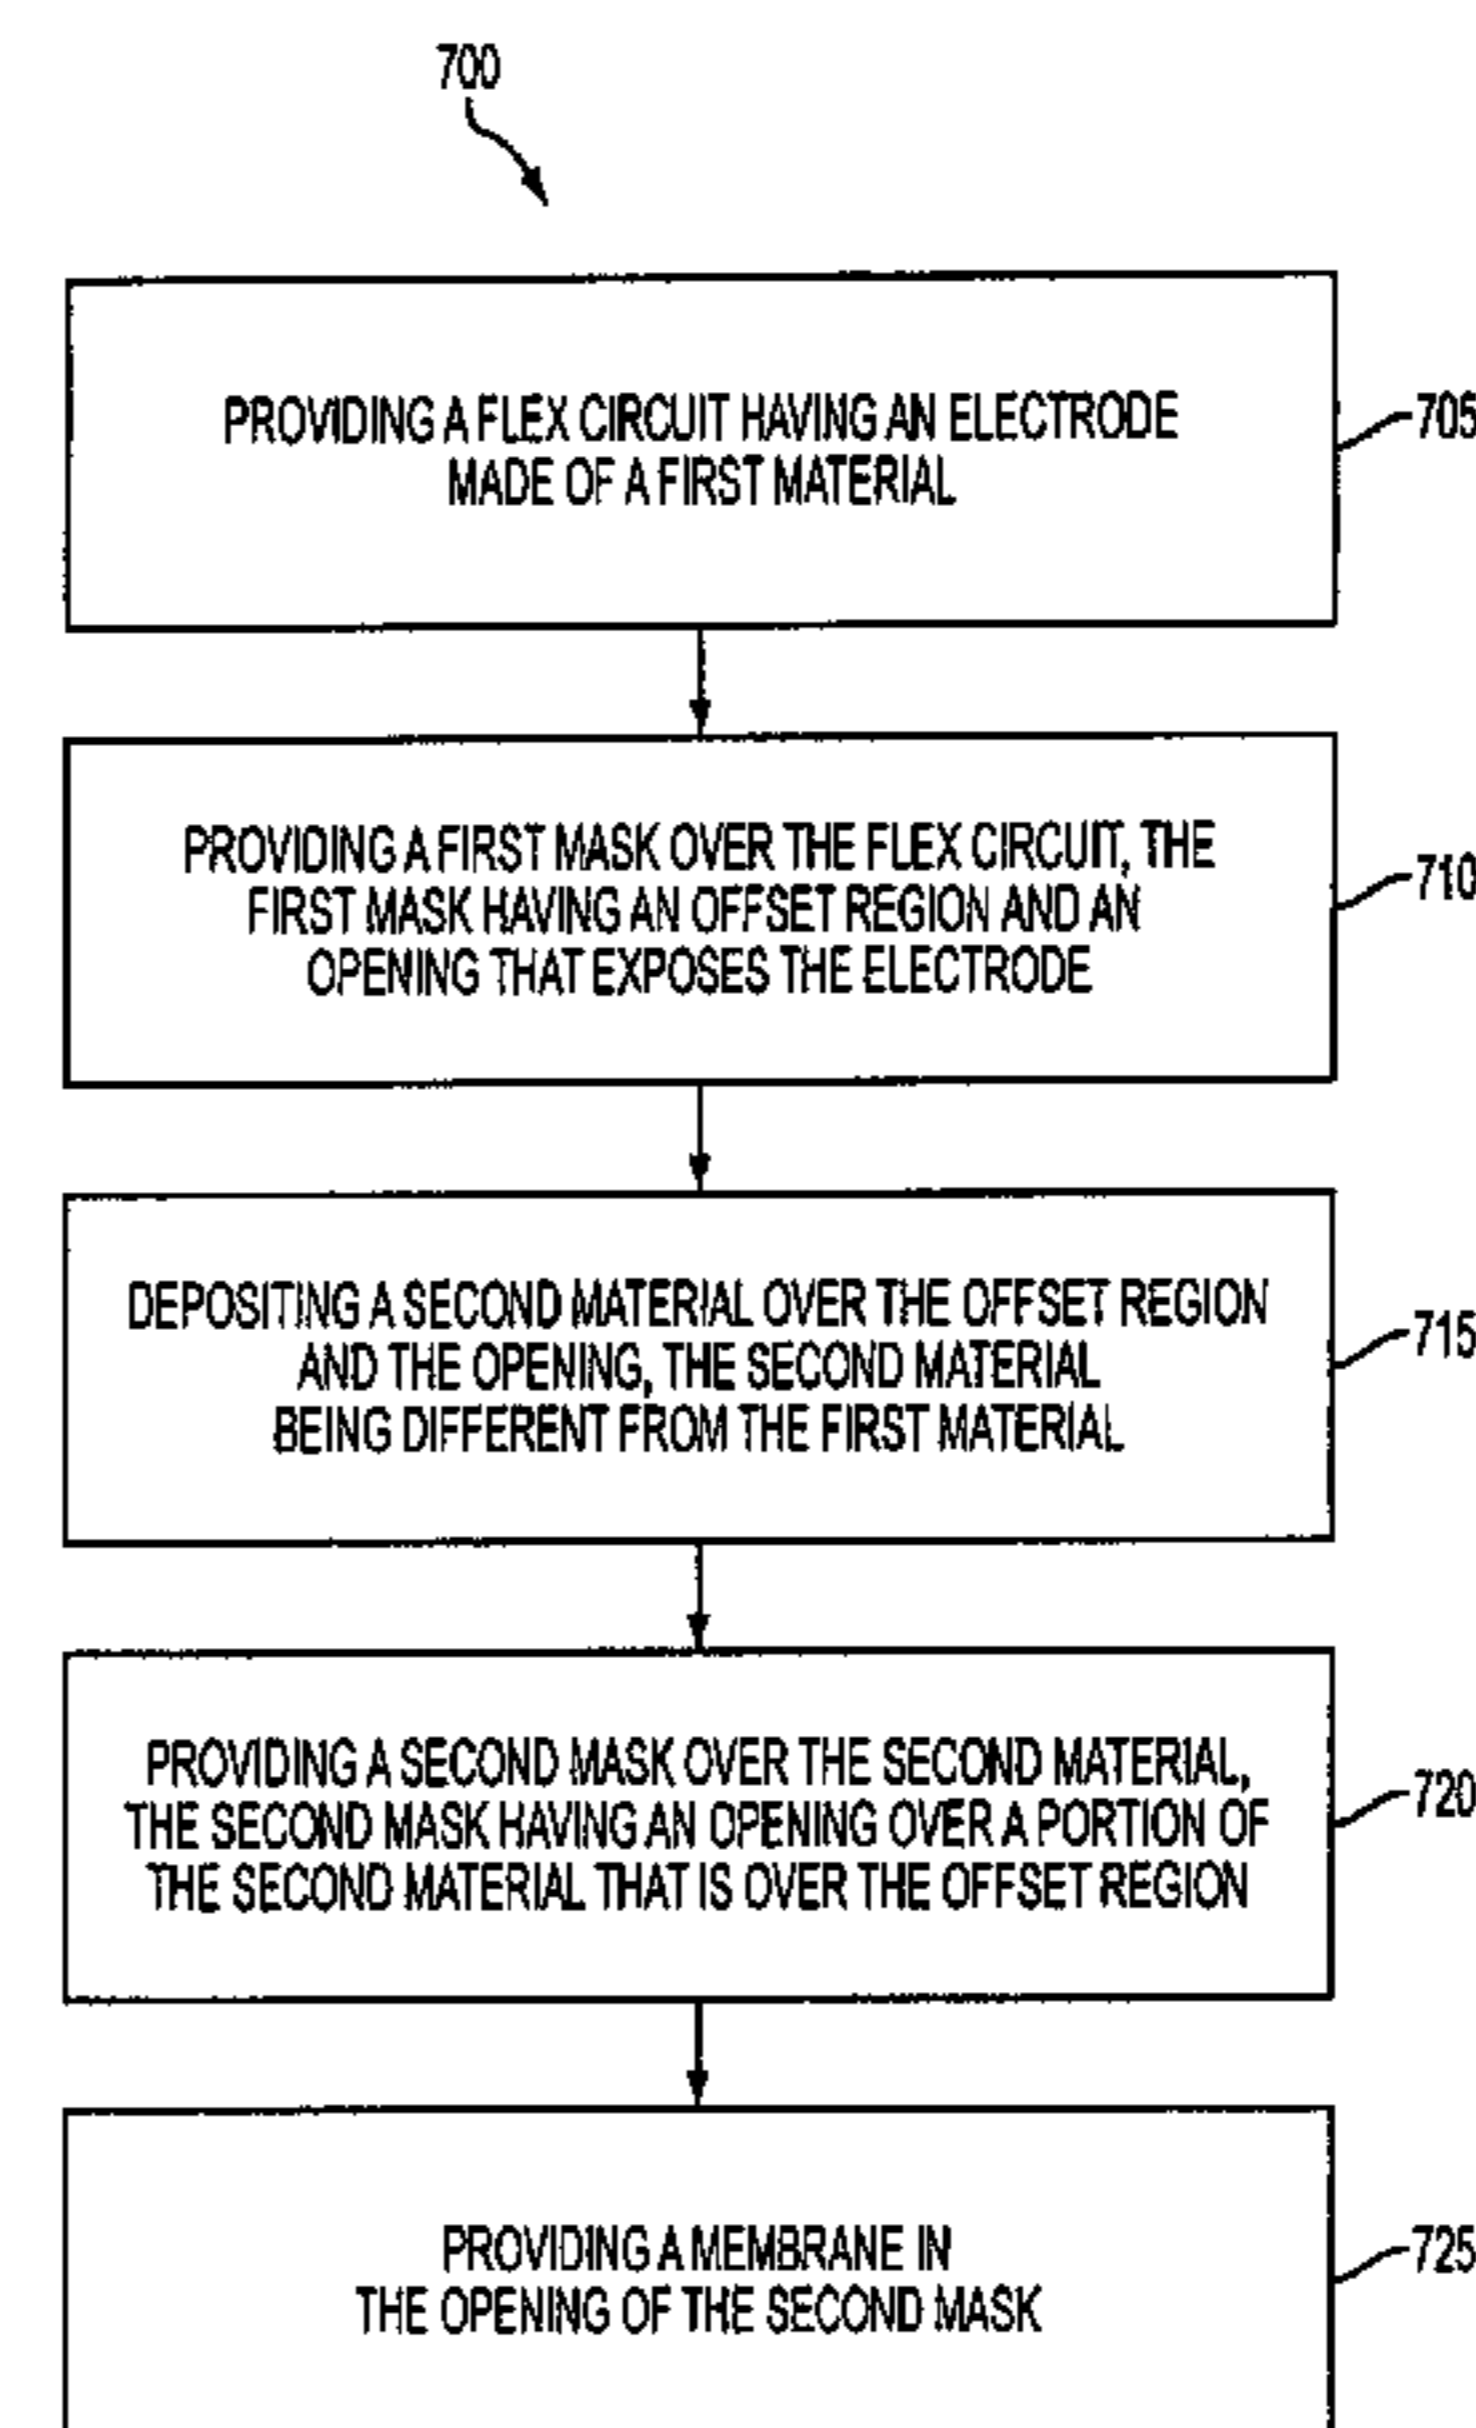 700
PROVIDING A FLEX CIRCUIT HAVING AN ELECTRODE
MADE OF A FIRST MATERIAL
705
PROVIDING A FIRST MASK OVER THE FLEX CIRCUIT, THE
FIRST MASK HAVING AN OFFSET REGION AND AN
OPENING THAT EXPOSES THE ELECTRODE
710
DEPOSITING A SECOND MATERIAL OVER THE OFFSET REGION
AND THE OPENING, THE SECOND MATERIAL
BEING DIFFERENT FROM THE FIRST MATERIAL
715
PROVIDING A SECOND MASK OVER THE SECOND MATERIAL,
THE SECOND MASK HAVING AN OPENING OVER A PORTION OF
THE SECOND MATERIAL THAT IS OVER THE OFFSET REGION
720
PROVIDING A MEMBRANE IN
THE OPENING OF THE SECOND MASK
725